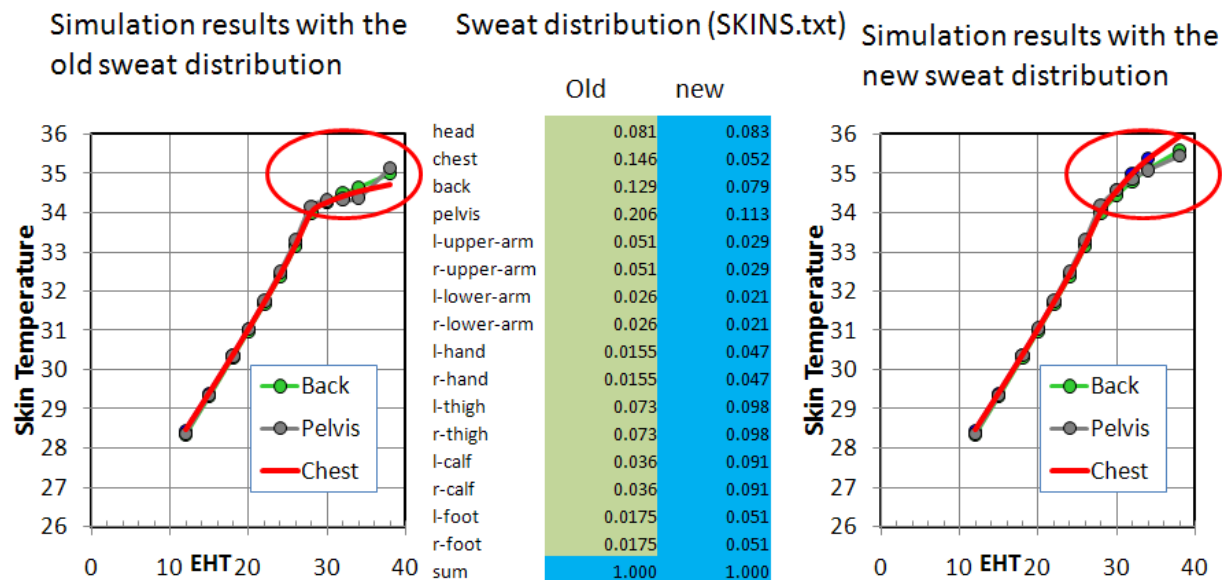 Simulation results with the
old sweat distribution
Sweat distribution (SKINS.txt)
Simulation results with the
new sweat distribution
Old new
head 0.081 0.083
chest 0.146 0.052
back 0.129 0.079
pelvis 0.206 0.113
l-upper-arm 0.051 0.029
r-upper-arm 0.051 0.029
l-lower-arm 0.026 0.021
r-lower-arm 0.026 0.021
l-hand 0.0155 0.047
r-hand 0.0155 0.047
l-thigh 0.073 0.098
r-thigh 0.073 0.098
l-calf 0.036 0.091
r-calf 0.036 0.091
l-foot 0.0175 0.051
r-foot 0.0175 0.051
sum 1.000 1.000
Skin Temperature
36
35
34
33
32
31
30
29
28
27
26
0 10 20 30 40
EHT
Back
Pelvis
Chest
Skin Temperature
36
35
34
33
32
31
30
29
28
27
26
0 10 20 30 40
EHT
Back
Pelvis
Chest